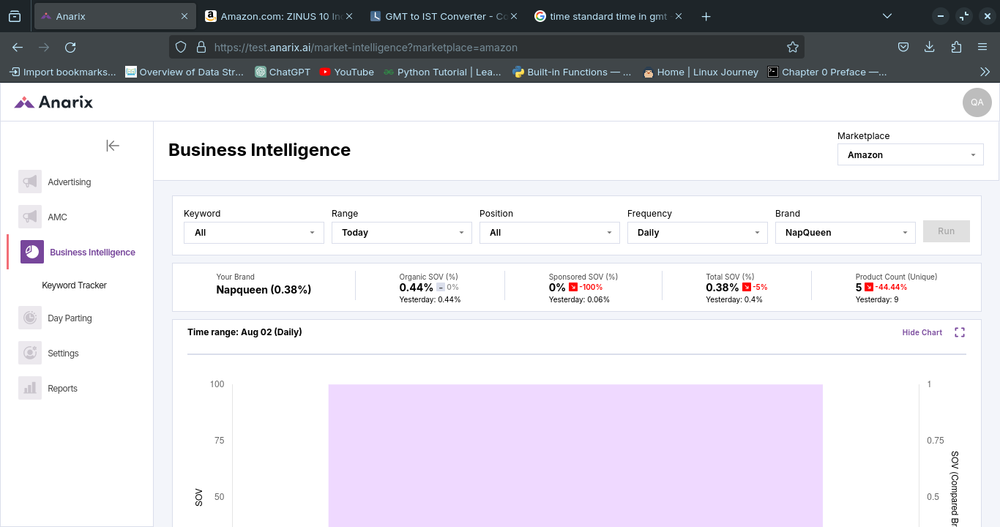 Anarix
Amazon.com: ZINUS 10 In
GMT to IST Converter - Co
time standard time in gmt -
https://test.anarix.ai/market-intelligence?marketplace=amazon
Import bookmarks...
Overview of Data Str...
ChatGPT
YouTube
Python Tutorial | Lea...
Built-in Functions — ...
Home | Linux Journey
Chapter 0 Preface —...
Anarix
QA
Business Intelligence
Marketplace
Amazon
Advertising
AMC
Business Intelligence
Keyword Tracker
Day Parting
Settings
Reports
Keyword
Range
Position
Frequency
Brand
All
Today
All
Daily
NapQueen
Run
Your Brand
Napqueen (0.38%)
Organic SOV (%)
0.44% - 0%
Yesterday: 0.44%
Sponsored SOV (%)
0% -100%
Yesterday: 0.06%
Total SOV (%)
0.38% -5%
Yesterday: 0.4%
Product Count (Unique)
5 -44.44%
Yesterday: 9
Time range: Aug 02 (Daily)
Hide Chart
100
75
50
SOV
1
0.75
0.5
SOV (Compared Br